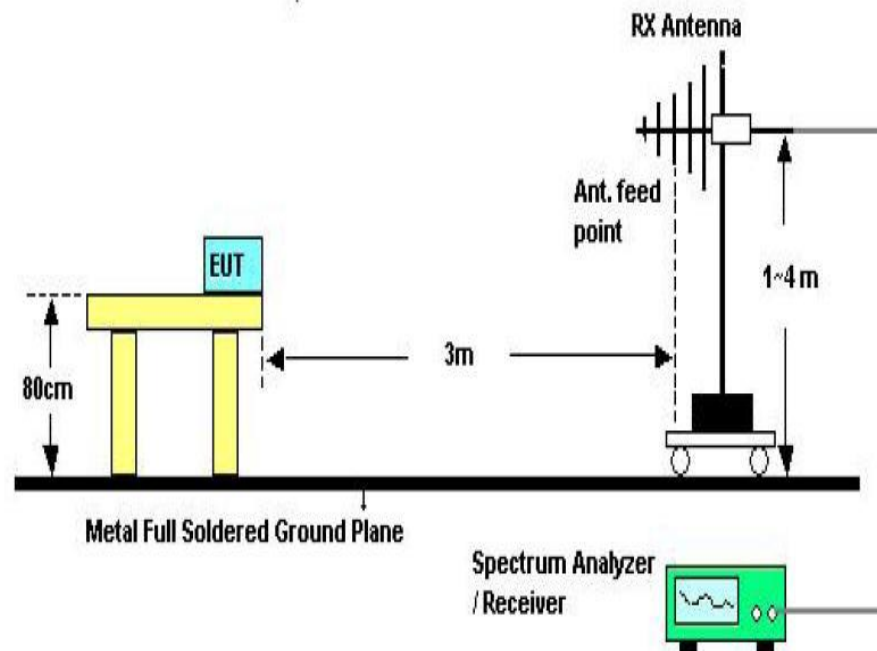 RX Antenna
Ant. feed
point
EUT
1~4 m
3m
80cm
Metal Full Soldered Ground Plane
Spectrum Analyzer
/ Receiver